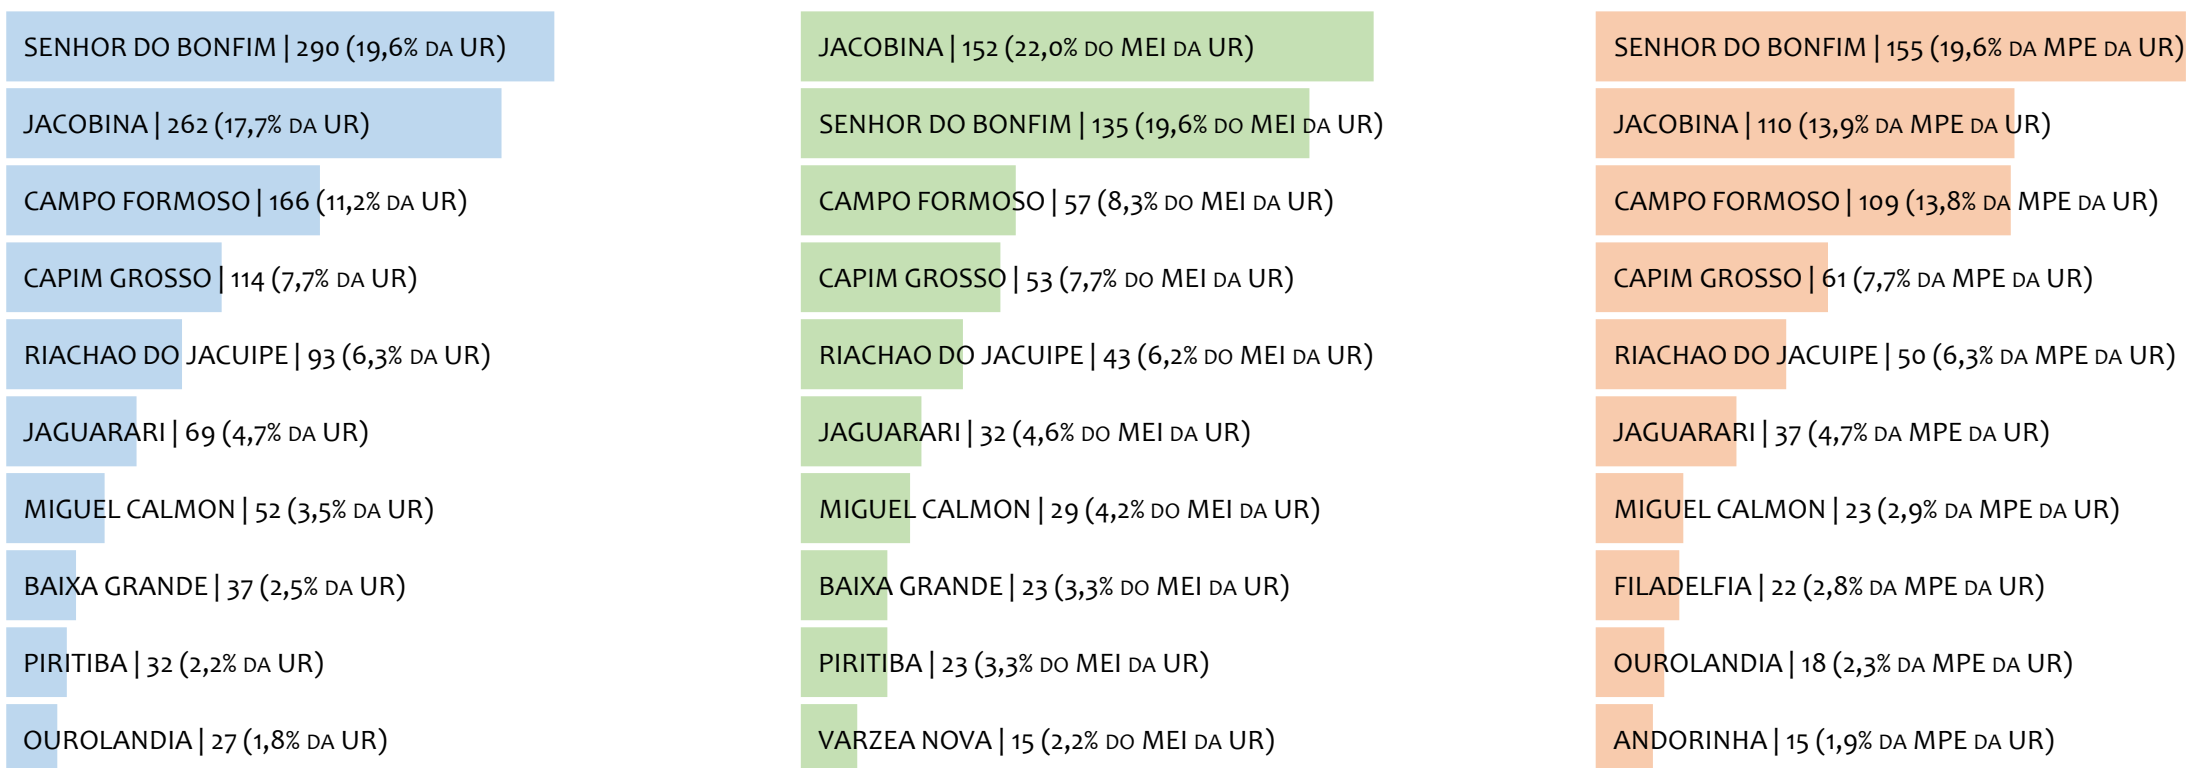 SENHOR DO BONFIM | 290 (19,6% DA UR)
JACOBINA | 262 (17,7% DA UR)
CAMPO FORMOSO | 166 (11,2% DA UR)
CAPIM GROSSO | 114 (7,7% DA UR)
RIACHAO DO JACUIPE | 93 (6,3% DA UR)
JAGUARARI | 69 (4,7% DA UR)
MIGUEL CALMON | 52 (3,5% DA UR)
BAIXA GRANDE | 37 (2,5% DA UR)
PIRITIBA | 32 (2,2% DA UR)
OUROLANDIA | 27 (1,8% DA UR)
JACOBINA | 152 (22,0% DO MEI DA UR)
SENHOR DO BONFIM | 135 (19,6% DO MEI DA UR)
CAMPO FORMOSO | 57 (8,3% DO MEI DA UR)
CAPIM GROSSO | 53 (7,7% DO MEI DA UR)
RIACHAO DO JACUIPE | 43 (6,2% DO MEI DA UR)
JAGUARARI | 32 (4,6% DO MEI DA UR)
MIGUEL CALMON | 29 (4,2% DO MEI DA UR)
BAIXA GRANDE | 23 (3,3% DO MEI DA UR)
PIRITIBA | 23 (3,3% DO MEI DA UR)
VARZEA NOVA | 15 (2,2% DO MEI DA UR)
SENHOR DO BONFIM | 155 (19,6% DA MPE DA UR)
JACOBINA | 110 (13,9% DA MPE DA UR)
CAMPO FORMOSO | 109 (13,8% DA MPE DA UR)
CAPIM GROSSO | 61 (7,7% DA MPE DA UR)
RIACHAO DO JACUIPE | 50 (6,3% DA MPE DA UR)
JAGUARARI | 37 (4,7% DA MPE DA UR)
MIGUEL CALMON | 23 (2,9% DA MPE DA UR)
FILADELFIA | 22 (2,8% DA MPE DA UR)
OUROLANDIA | 18 (2,3% DA MPE DA UR)
ANDORINHA | 15 (1,9% DA MPE DA UR)